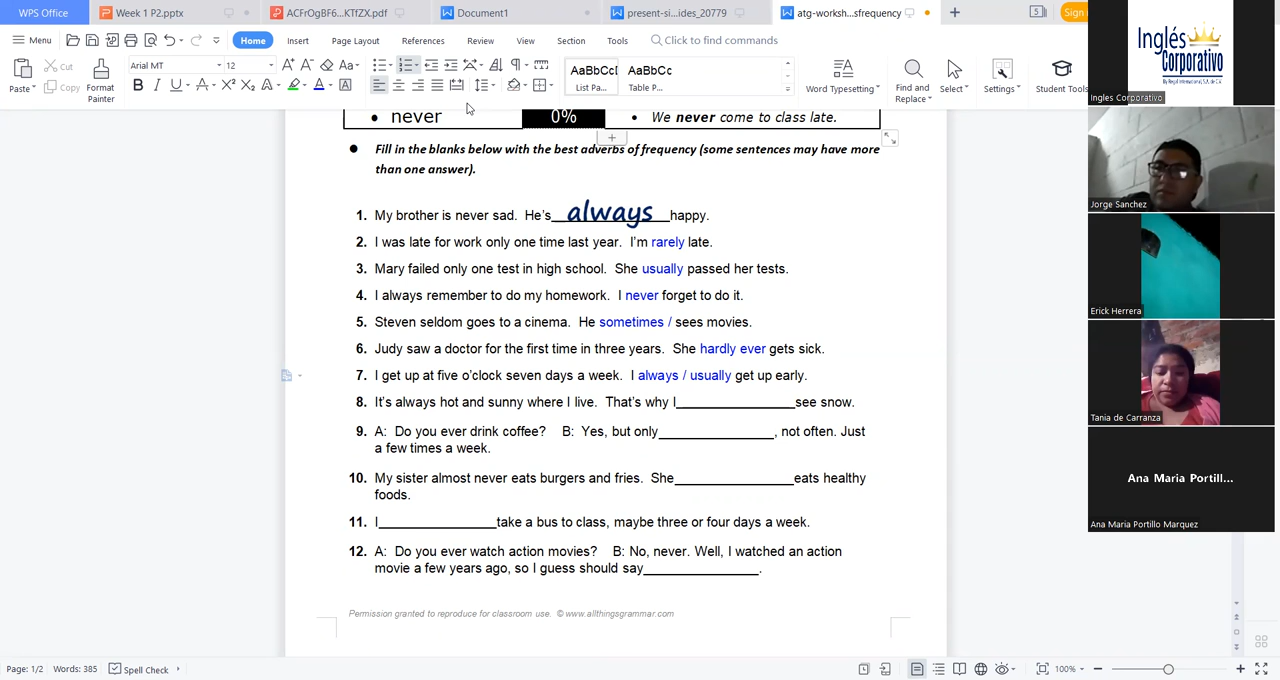 WPS Office
Week 1 P2.pptx
ACFrOgBF6...KTfZX.pdf
Document1
present-si...ides_20779
atg-worksh...sfrequency
Sign
Menu
Home
Insert
Page Layout
References
Review
View
Section
Tools
Click to find commands
Paste
Cut
Copy
Format
Painter
Arial MT
12
AaBbCcD
List Pa...
AaBbCc
Table P...
Word Typesetting
Find and
Replace
Select
Settings
Student Tools
• never
0%
• We never come to class late.
● Fill in the blanks below with the best adverbs of frequency (some sentences may have more
than one answer).
1. My brother is never sad. He's always happy.
2. I was late for work only one time last year. I'm rarely late.
3. Mary failed only one test in high school. She usually passed her tests.
4. I always remember to do my homework. I never forget to do it.
5. Steven seldom goes to a cinema. He sometimes / sees movies.
6. Judy saw a doctor for the first time in three years. She hardly ever gets sick.
7. I get up at five o'clock seven days a week. I always / usually get up early.
8. It's always hot and sunny where I live. That's why I________________see snow.
9. A: Do you ever drink coffee? B: Yes, but only________________, not often. Just
a few times a week.
10. My sister almost never eats burgers and fries. She________________eats healthy
foods.
11. I________________take a bus to class, maybe three or four days a week.
12. A: Do you ever watch action movies? B: No, never. Well, I watched an action
movie a few years ago, so I guess should say________________.
Permission granted to reproduce for classroom use. © www.allthingsgrammar.com
Page: 1/2
Words: 385
Spell Check
100%
Inglés
Corporativo
By Regal International, S.A. de C.V.
Ingles Corporativo
Jorge Sanchez
Erick Herrera
Tania de Carranza
Ana Maria Portill...
Ana Maria Portillo Marquez